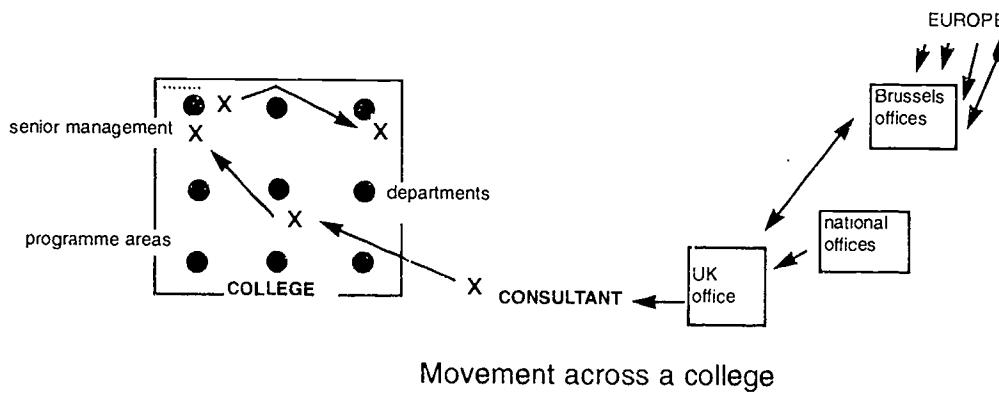 EUROPE
Brussels
offices
senior management
X
X
X
departments
programme areas
X
national
offices
COLLEGE
X
CONSULTANT
UK
office
Movement across a college